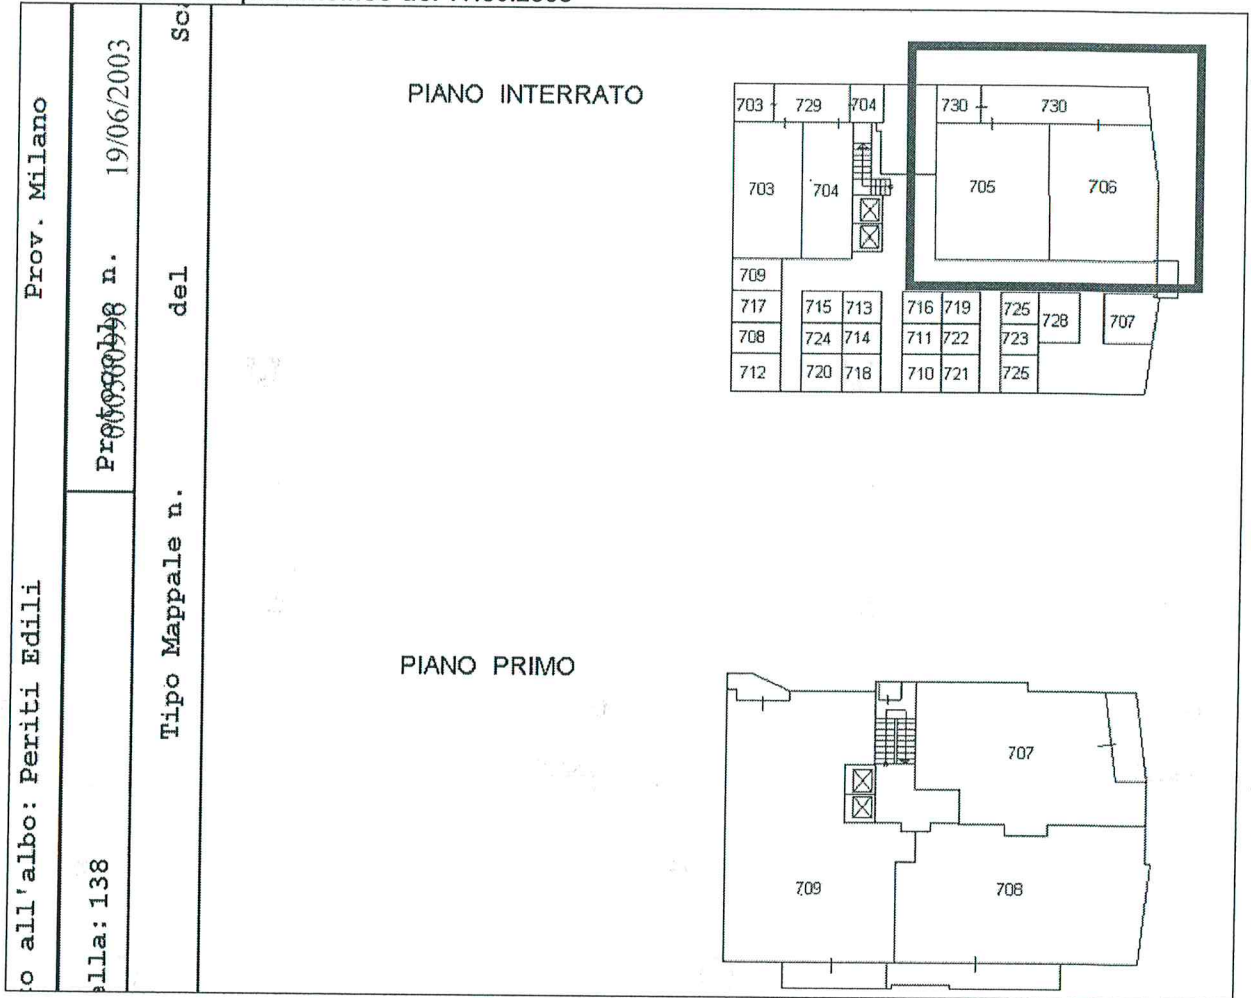 PIANO INTERRATO
703 729 704 730 730
703 704 705 706
709
717 715 713 716 719 725 728 707
708 724 714 711 722 723
712 720 718 710 721 725
PIANO PRIMO
707
709 708
o all'albo: Periti Edili Prov. Milano
ella: 138
Protocollo n. 19/06/2003
Tipo Mappale n. del